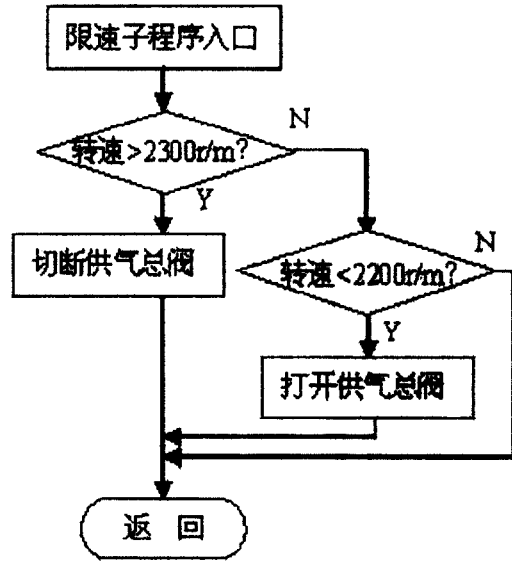 限速子程序入口
转速>2300r/m?
N
Y
切断供气总阀
转速<2200r/m?
N
Y
打开供气总阀
返 回